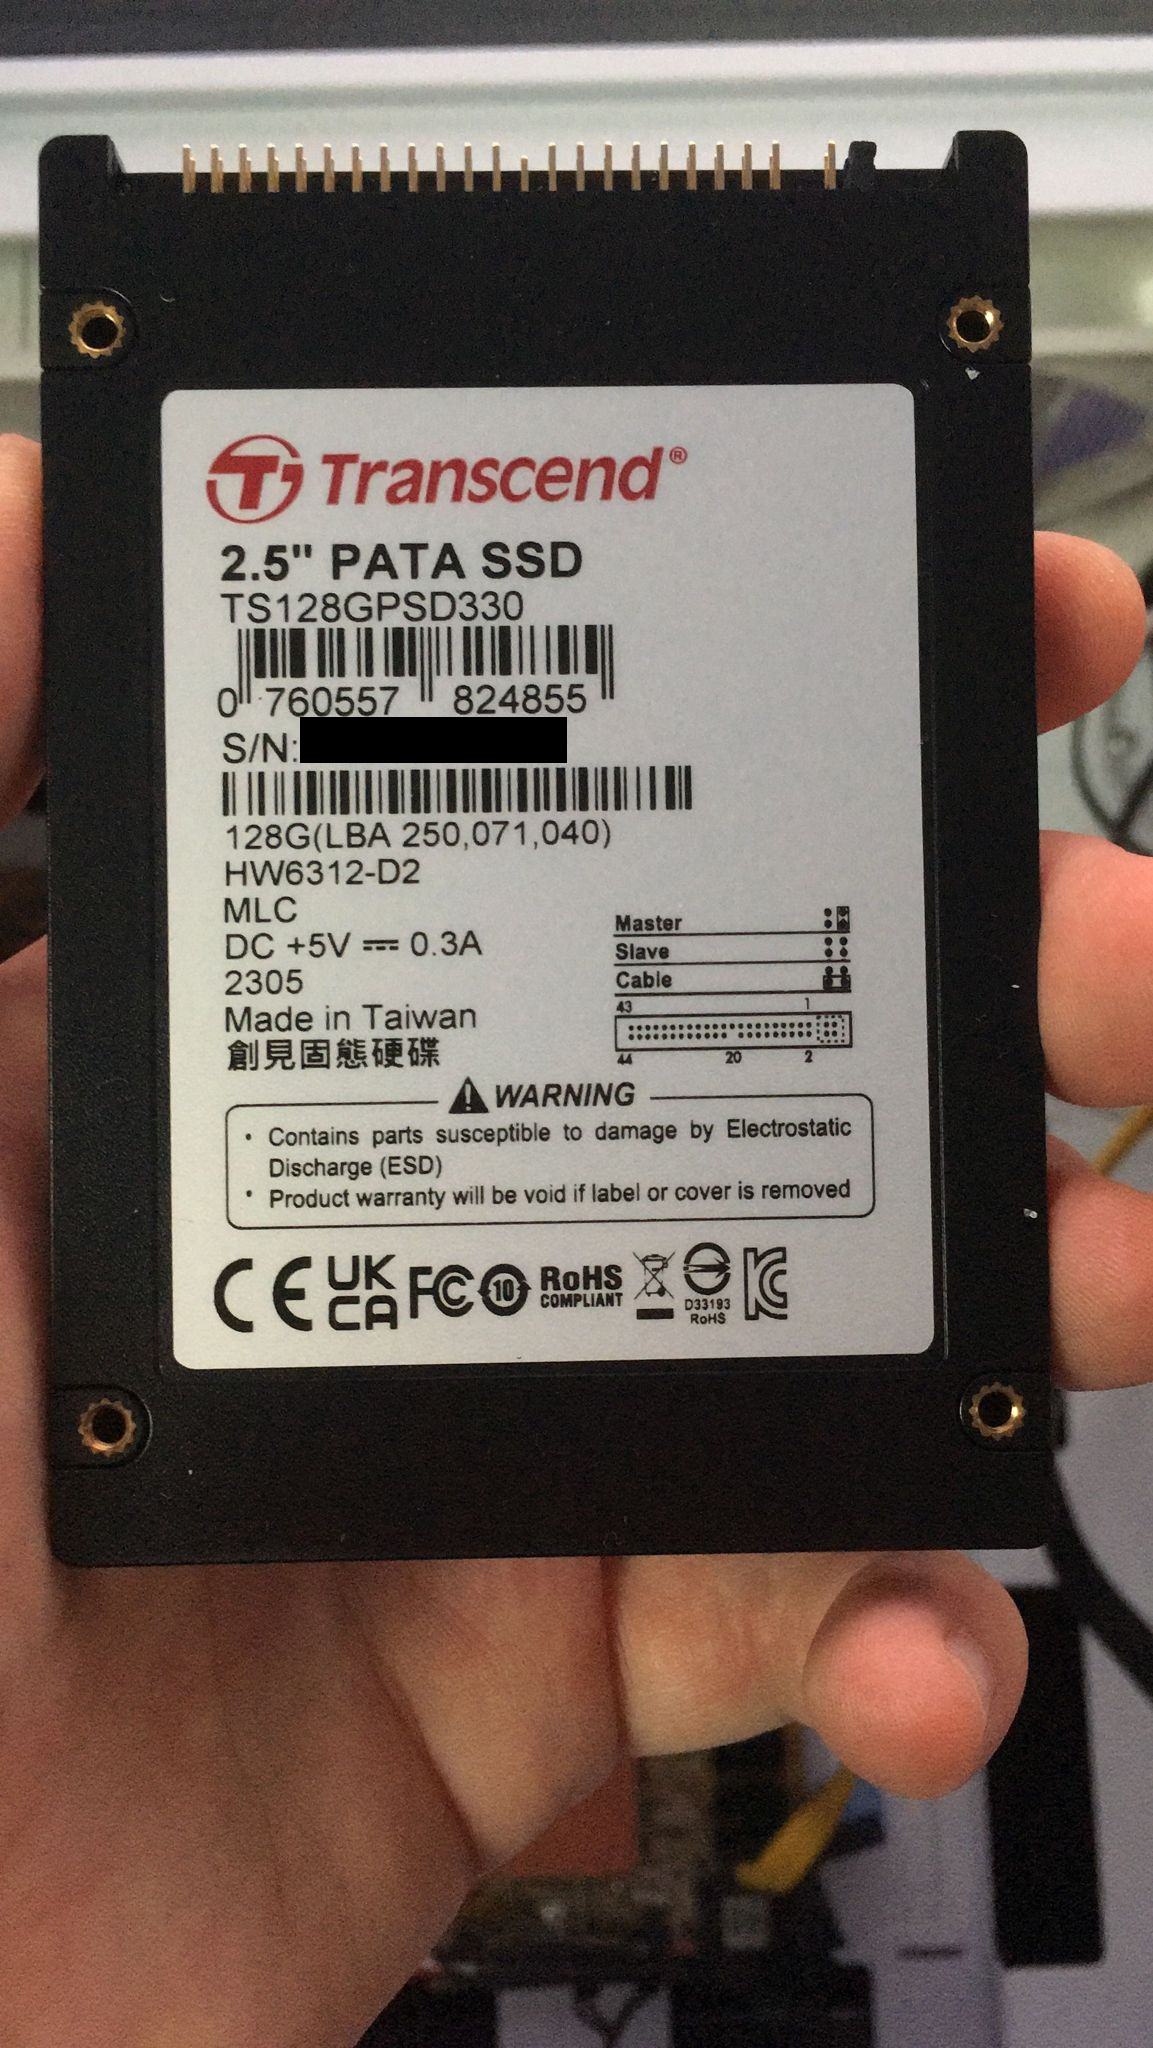 Transcend®
2.5" PATA SSD
TS128GPSD330
0 760557 824855
S/N:
128G(LBA 250,071,040)
HW6312-D2
MLC
DC +5V ⎓ 0.3A
2305
Made in Taiwan
創見固態硬碟
Master
Slave
Cable
43 1
44 20 2
WARNING
• Contains parts susceptible to damage by Electrostatic
Discharge (ESD)
• Product warranty will be void if label or cover is removed
CE UK CA FC 10 RoHS COMPLIANT D33193 RoHS KC